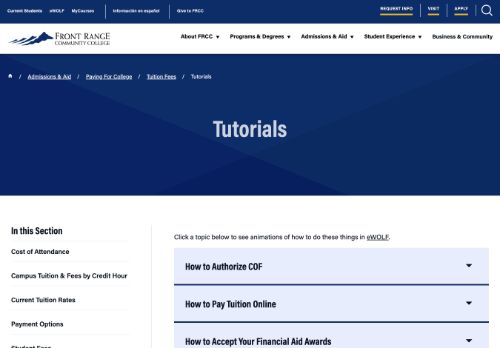 Current Students eWOLF MyCourses Información en español Give to FRCC REQUEST INFO VISIT APPLY
FRONT RANGE
COMMUNITY COLLEGE
About FRCC Programs & Degrees Admissions & Aid Student Experience Business & Community
/ Admissions & Aid / Paying For College / Tuition Fees / Tutorials
Tutorials
In this Section
Cost of Attendance
Campus Tuition & Fees by Credit Hour
Current Tuition Rates
Payment Options
Student Fees
Click a topic below to see animations of how to do these things in eWOLF.
How to Authorize COF
How to Pay Tuition Online
How to Accept Your Financial Aid Awards